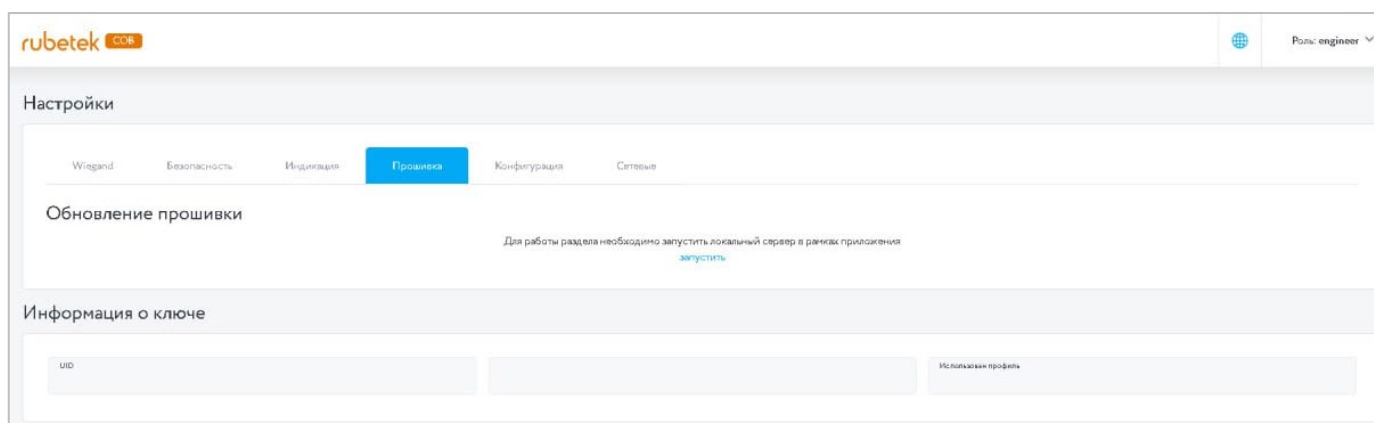 rubetek СОВ
Роль: engineer
Настройки
Wiegand Безопасность Индикация Прошивка Конфигурация Сетевые
Обновление прошивки
Для работы раздела необходимо запустить локальный сервер в рамках приложения
запустить
Информация о ключе
UID Использован профиль